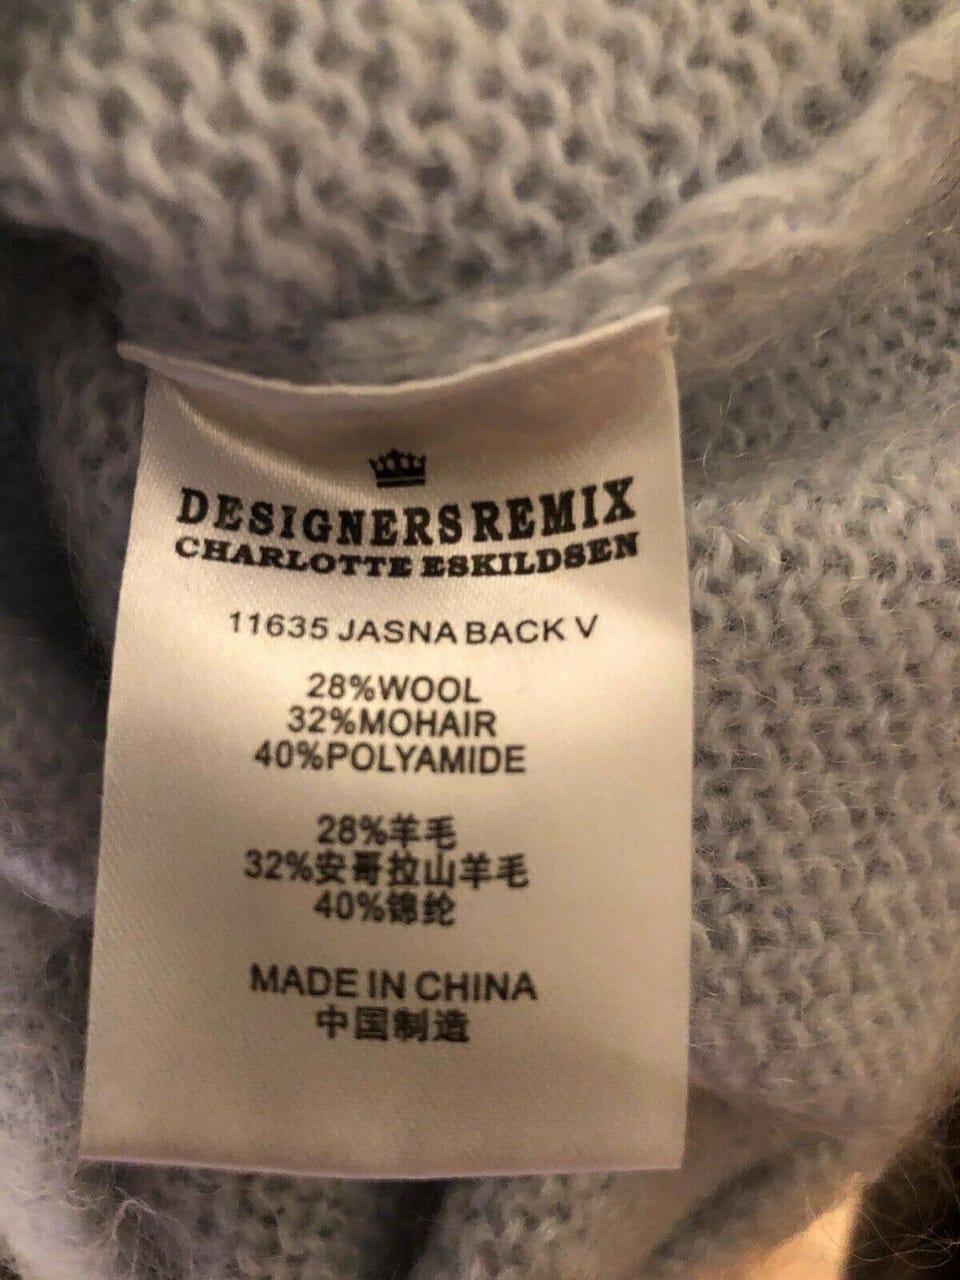 DESIGNERSREMIX
CHARLOTTE ESKILDSEN
11635 JASNA BACK V
28%WOOL
32%MOHAIR
40%POLYAMIDE
28%羊毛
32%安哥拉山羊毛
40%锦纶
MADE IN CHINA
中国制造